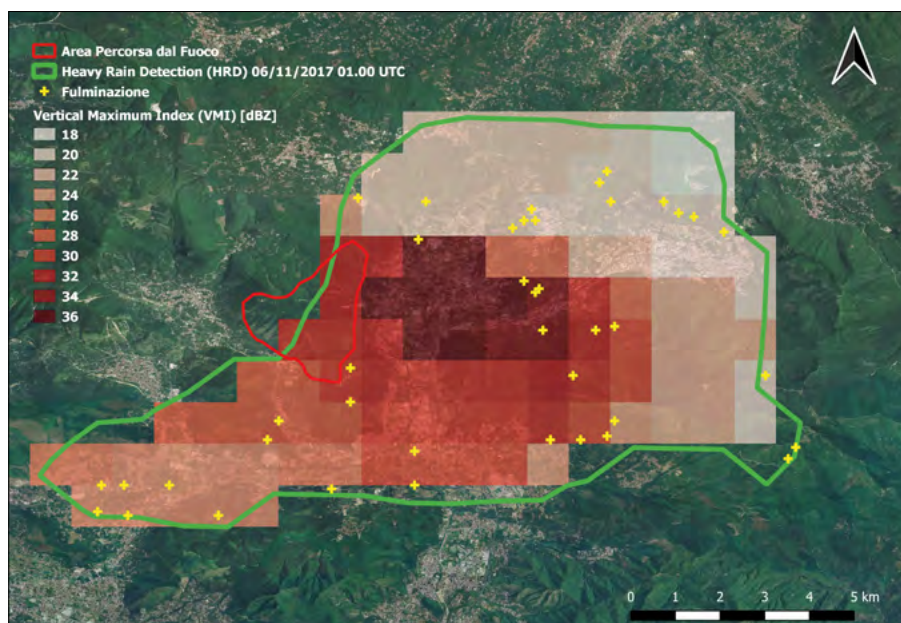 Area Percorsa dal Fuoco
Heavy Rain Detection (HRD) 06/11/2017 01.00 UTC
Fulminazione
Vertical Maximum Index (VMI) [dBZ]
18
20
22
24
26
28
30
32
34
36
0 1 2 3 4 5 km